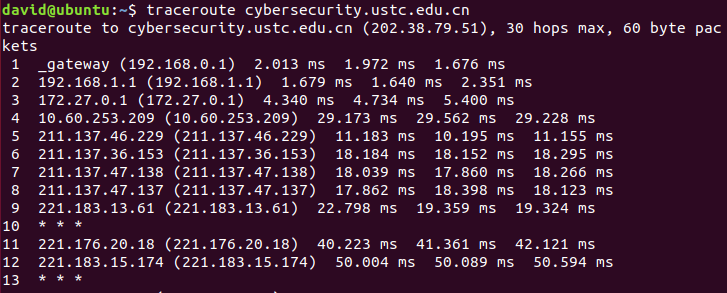 david@ubuntu:~$ traceroute cybersecurity.ustc.edu.cn
traceroute to cybersecurity.ustc.edu.cn (202.38.79.51), 30 hops max, 60 byte pac
kets
 1  _gateway (192.168.0.1)  2.013 ms  1.972 ms  1.676 ms
 2  192.168.1.1 (192.168.1.1)  1.679 ms  1.640 ms  2.351 ms
 3  172.27.0.1 (172.27.0.1)  4.340 ms  4.734 ms  5.400 ms
 4  10.60.253.209 (10.60.253.209)  29.173 ms  29.562 ms  29.228 ms
 5  211.137.46.229 (211.137.46.229)  11.183 ms  10.195 ms  11.155 ms
 6  211.137.36.153 (211.137.36.153)  18.184 ms  18.152 ms  18.295 ms
 7  211.137.47.138 (211.137.47.138)  18.039 ms  17.860 ms  18.266 ms
 8  211.137.47.137 (211.137.47.137)  17.862 ms  18.398 ms  18.123 ms
 9  221.183.13.61 (221.183.13.61)  22.798 ms  19.359 ms  19.324 ms
10  * * *
11  221.176.20.18 (221.176.20.18)  40.223 ms  41.361 ms  42.121 ms
12  221.183.15.174 (221.183.15.174)  50.004 ms  50.089 ms  50.594 ms
13  * * *